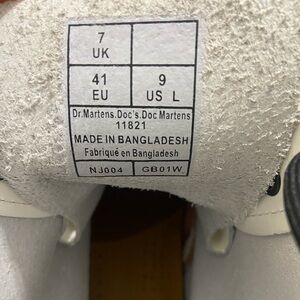 7
UK
41
EU
9
US L
Dr.Martens.Doc's.Doc Martens
11821
MADE IN BANGLADESH
Fabriqué en Bangladesh
NJ004
GB01W